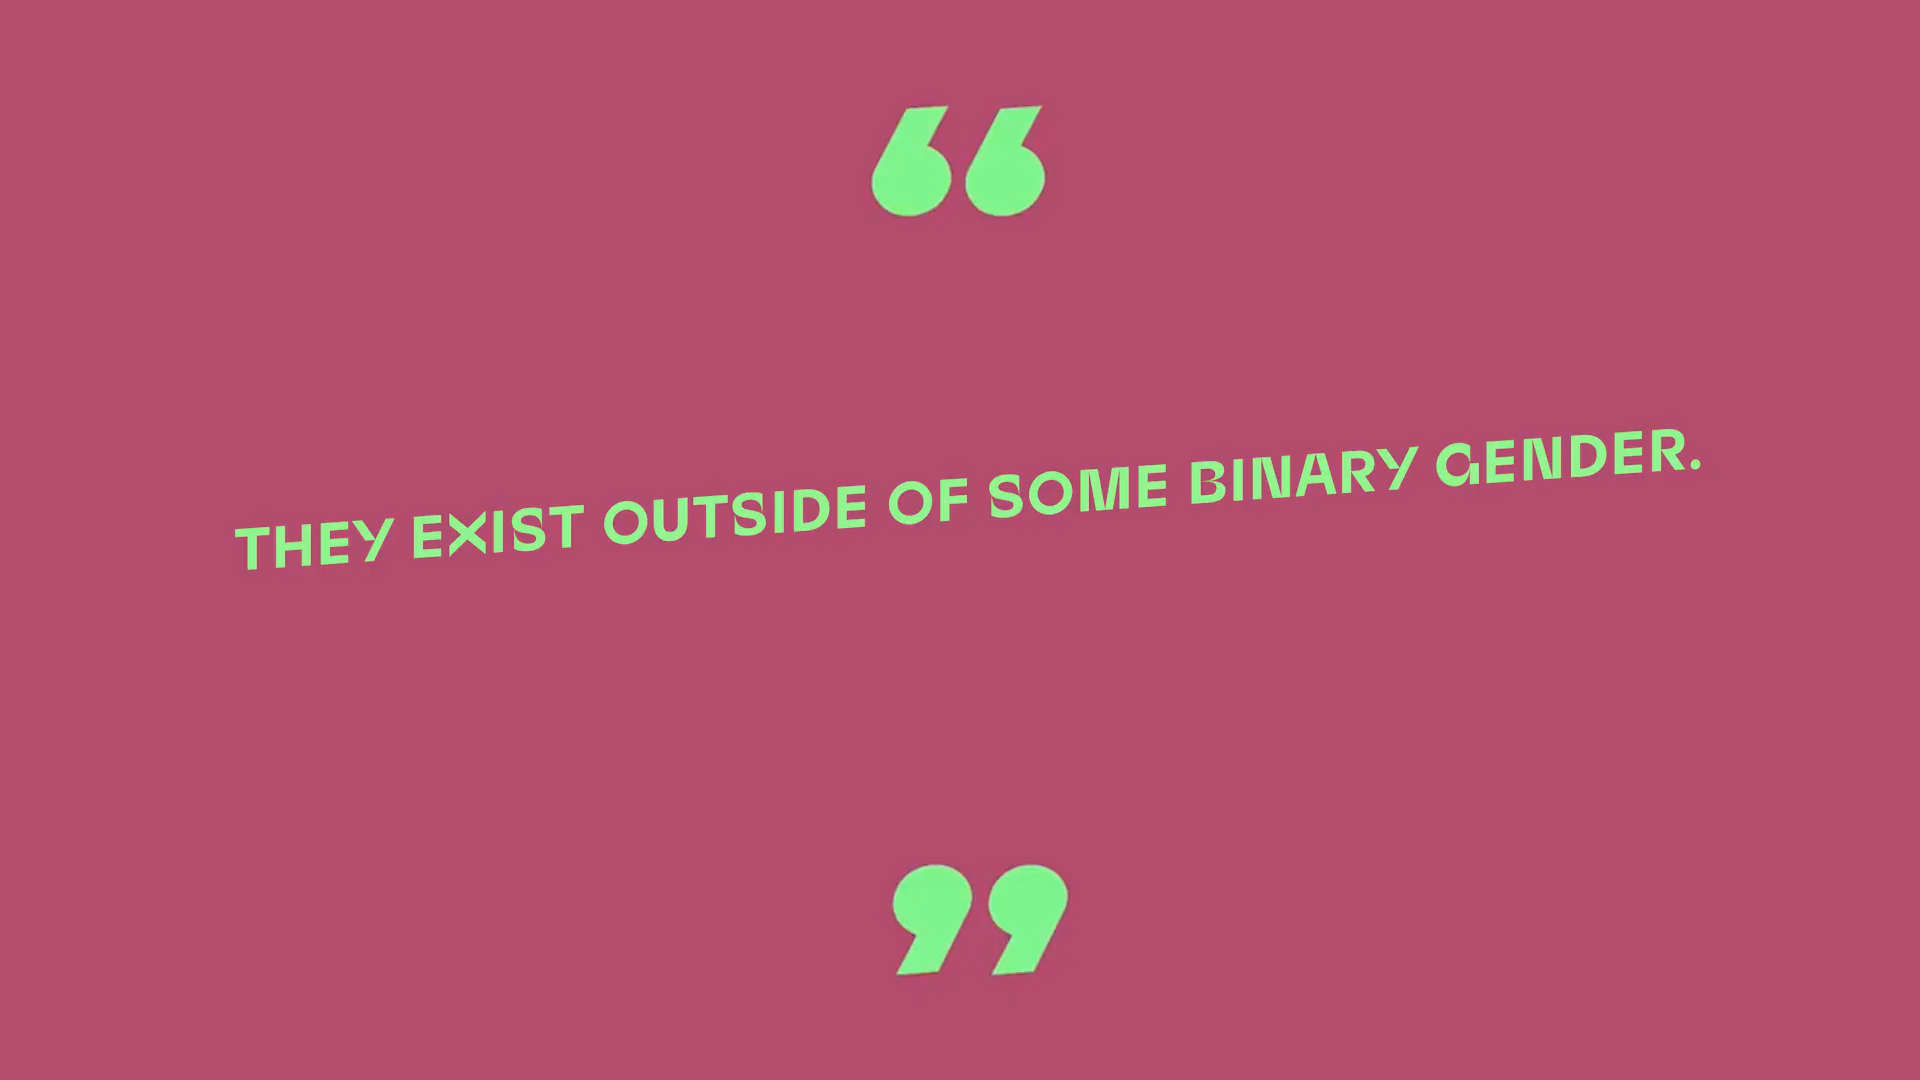 “
THEY EXIST OUTSIDE OF SOME BINARY GENDER.
”